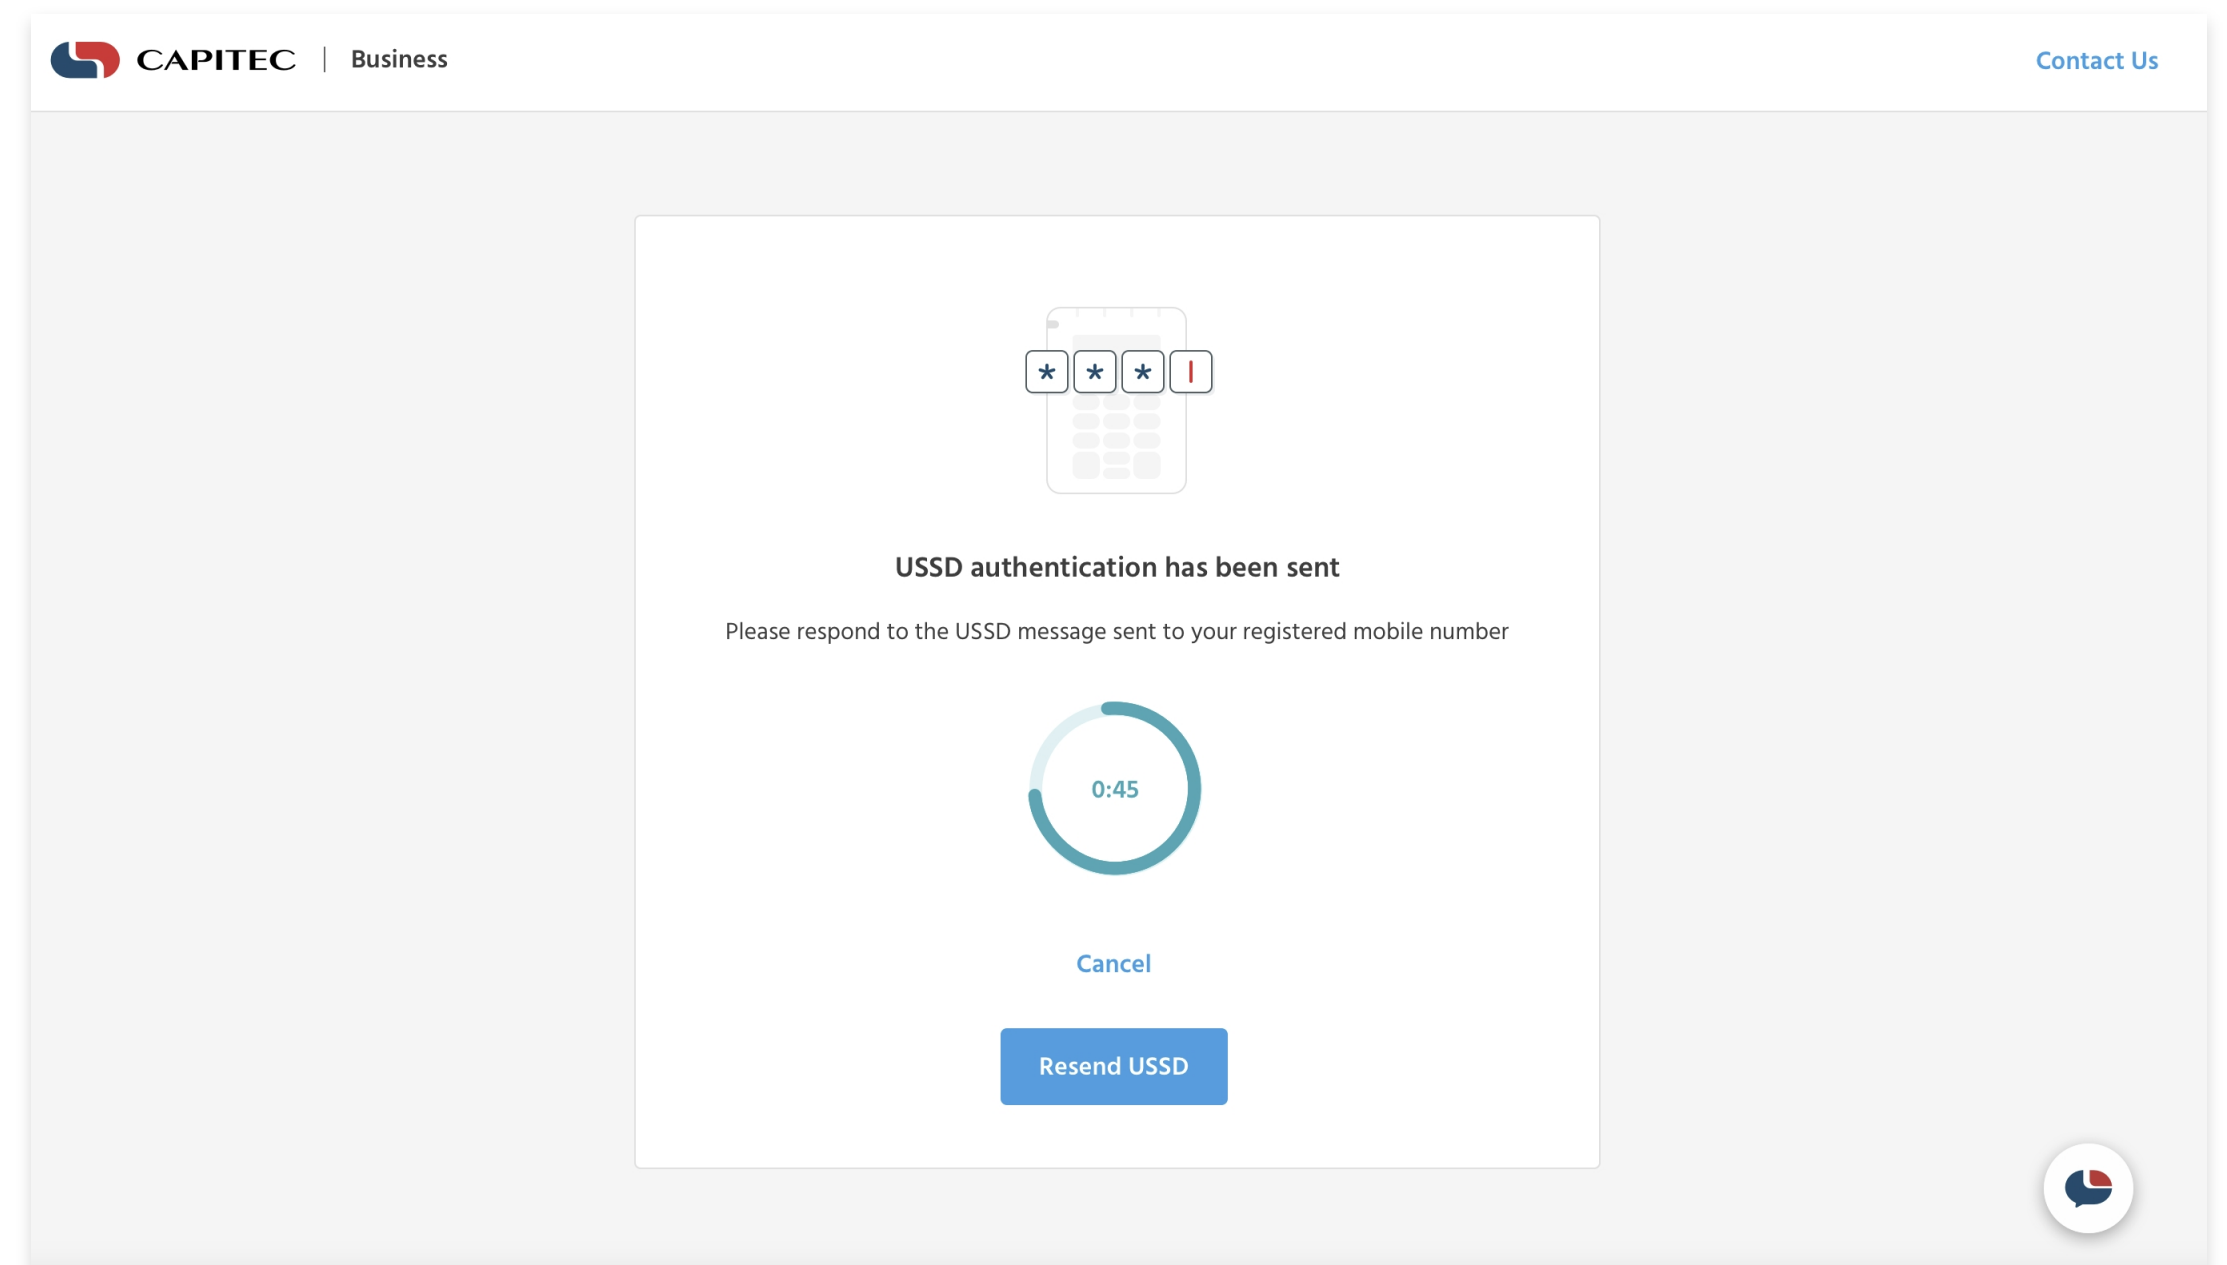 CAPITEC | Business
Contact Us
* * * |
USSD authentication has been sent
Please respond to the USSD message sent to your registered mobile number
0:45
Cancel
Resend USSD